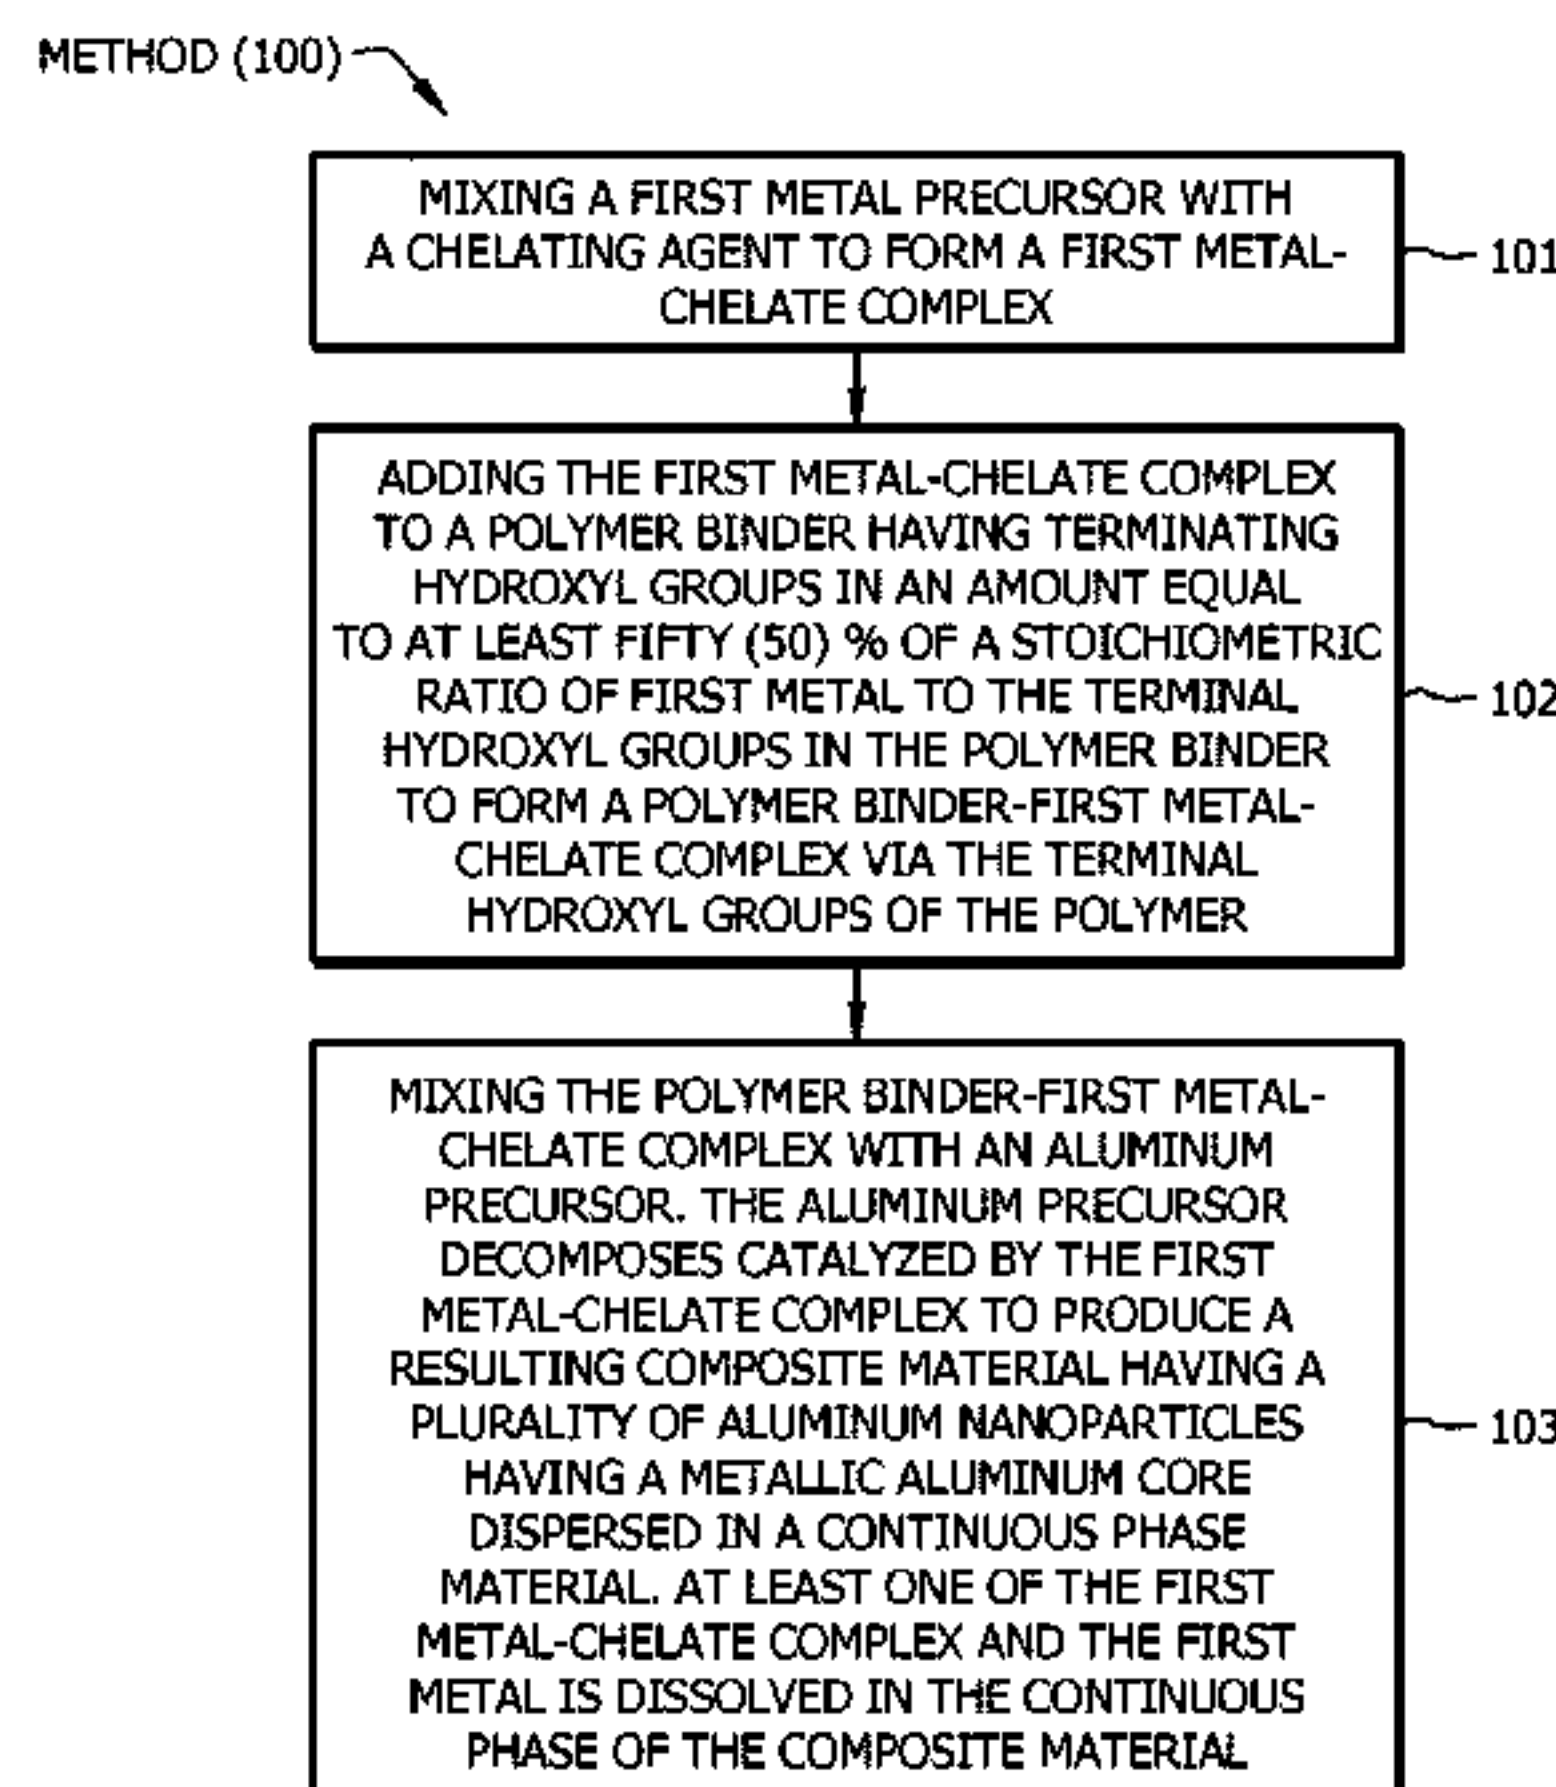 METHOD (100)
MIXING A FIRST METAL PRECURSOR WITH
A CHELATING AGENT TO FORM A FIRST METAL-
CHELATE COMPLEX
101
ADDING THE FIRST METAL-CHELATE COMPLEX
TO A POLYMER BINDER HAVING TERMINATING
HYDROXYL GROUPS IN AN AMOUNT EQUAL
TO AT LEAST FIFTY (50) % OF A STOICHIOMETRIC
RATIO OF FIRST METAL TO THE TERMINAL
HYDROXYL GROUPS IN THE POLYMER BINDER
TO FORM A POLYMER BINDER-FIRST METAL-
CHELATE COMPLEX VIA THE TERMINAL
HYDROXYL GROUPS OF THE POLYMER
102
MIXING THE POLYMER BINDER-FIRST METAL-
CHELATE COMPLEX WITH AN ALUMINUM
PRECURSOR. THE ALUMINUM PRECURSOR
DECOMPOSES CATALYZED BY THE FIRST
METAL-CHELATE COMPLEX TO PRODUCE A
RESULTING COMPOSITE MATERIAL HAVING A
PLURALITY OF ALUMINUM NANOPARTICLES
HAVING A METALLIC ALUMINUM CORE
DISPERSED IN A CONTINUOUS PHASE
MATERIAL. AT LEAST ONE OF THE FIRST
METAL-CHELATE COMPLEX AND THE FIRST
METAL IS DISSOLVED IN THE CONTINUOUS
PHASE OF THE COMPOSITE MATERIAL
103